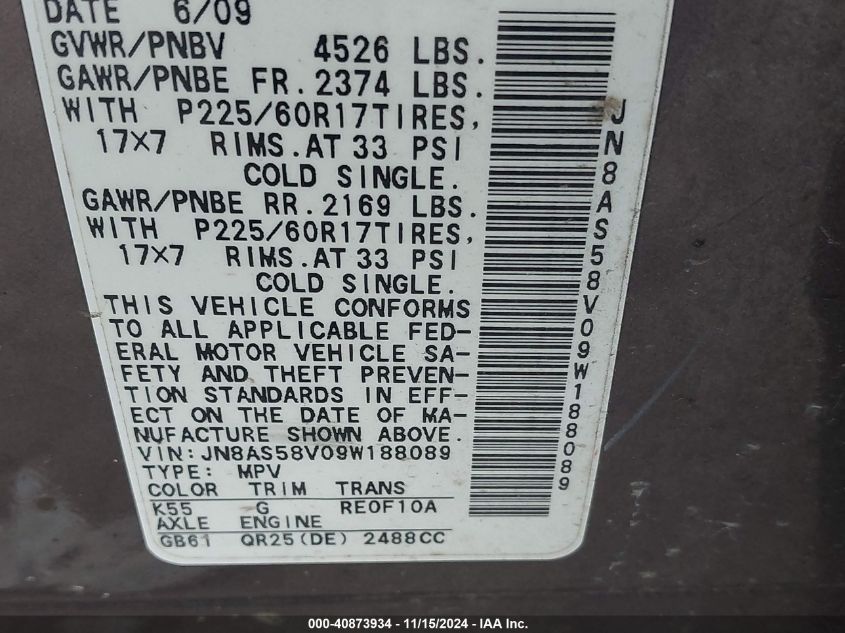 DATE 6/09
GVWR/PNBV 4526 LBS.
GAWR/PNBE FR. 2374 LBS.
WITH P225/60R17TIRES,
17×7 RIMS. AT 33 PSI
COLD SINGLE.
GAWR/PNBE RR. 2169 LBS.
WITH P225/60R17TIRES,
17×7 RIMS. AT 33 PSI
COLD SINGLE.
THIS VEHICLE CONFORMS
TO ALL APPLICABLE FED-
ERAL MOTOR VEHICLE SA-
FETY AND THEFT PREVEN-
TION STANDARDS IN EFF-
ECT ON THE DATE OF MA-
NUFACTURE SHOWN ABOVE.
VIN: JN8AS58V09W188089
TYPE: MPV
COLOR TRIM TRANS
K55 G RE0F10A
AXLE ENGINE
GB61 QR25(DE) 2488CC
JN8AS58V09W188089
000-40873934 - 11/15/2024 - IAA Inc.